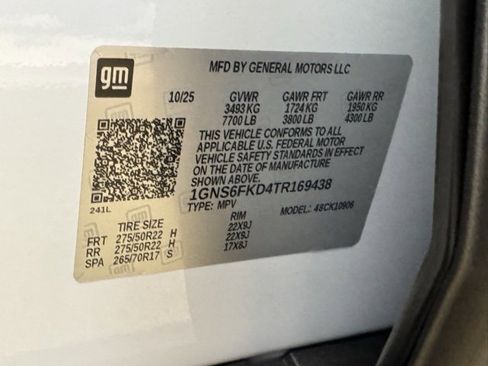 gm
MFD BY GENERAL MOTORS LLC
10/25 GVWR GAWR FRT GAWR RR
3493 KG 1724 KG 1950 KG
7700 LB 3800 LB 4300 LB
THIS VEHICLE CONFORMS TO ALL
APPLICABLE U.S. FEDERAL MOTOR
VEHICLE SAFETY STANDARDS IN EFFECT
ON THE DATE OF MANUFACTURE
1GNS6FKD4TR169438
TYPE: MPV MODEL: 4SCK10906
241L
TIRE SIZE RIM
FRT 275/50R22 H 22X9J
RR 275/50R22 H 22X9J
SPA 265/70R17 S 17X8J